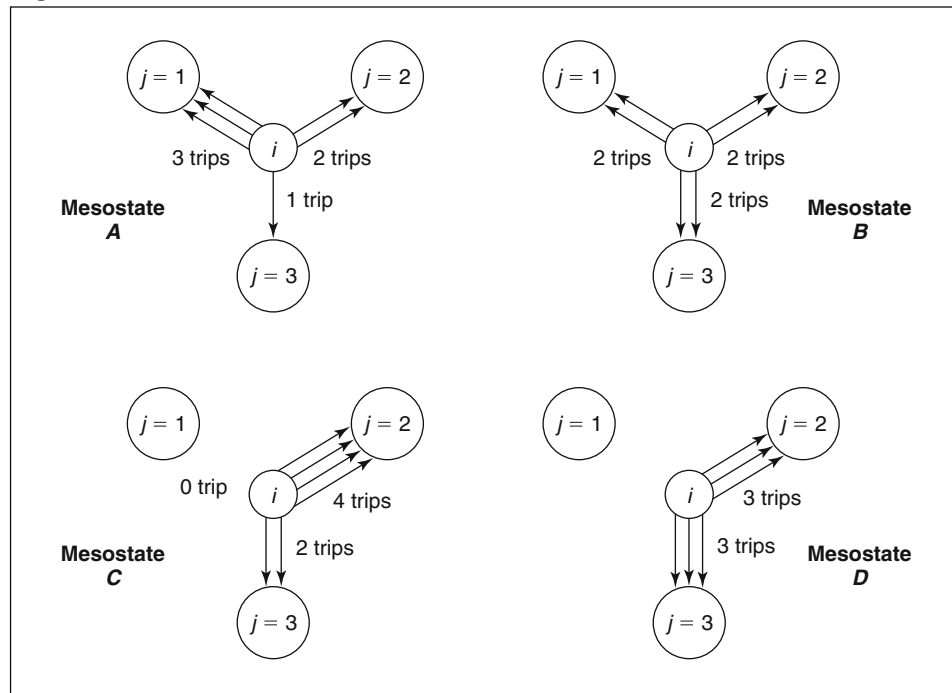 j = 1
j = 2
i
3 trips
2 trips
1 trip
Mesostate
A
j = 3
j = 1
j = 2
i
2 trips
2 trips
2 trips
Mesostate
B
j = 3
j = 1
j = 2
0 trip
i
4 trips
2 trips
Mesostate
C
j = 3
j = 1
j = 2
i
3 trips
3 trips
Mesostate
D
j = 3